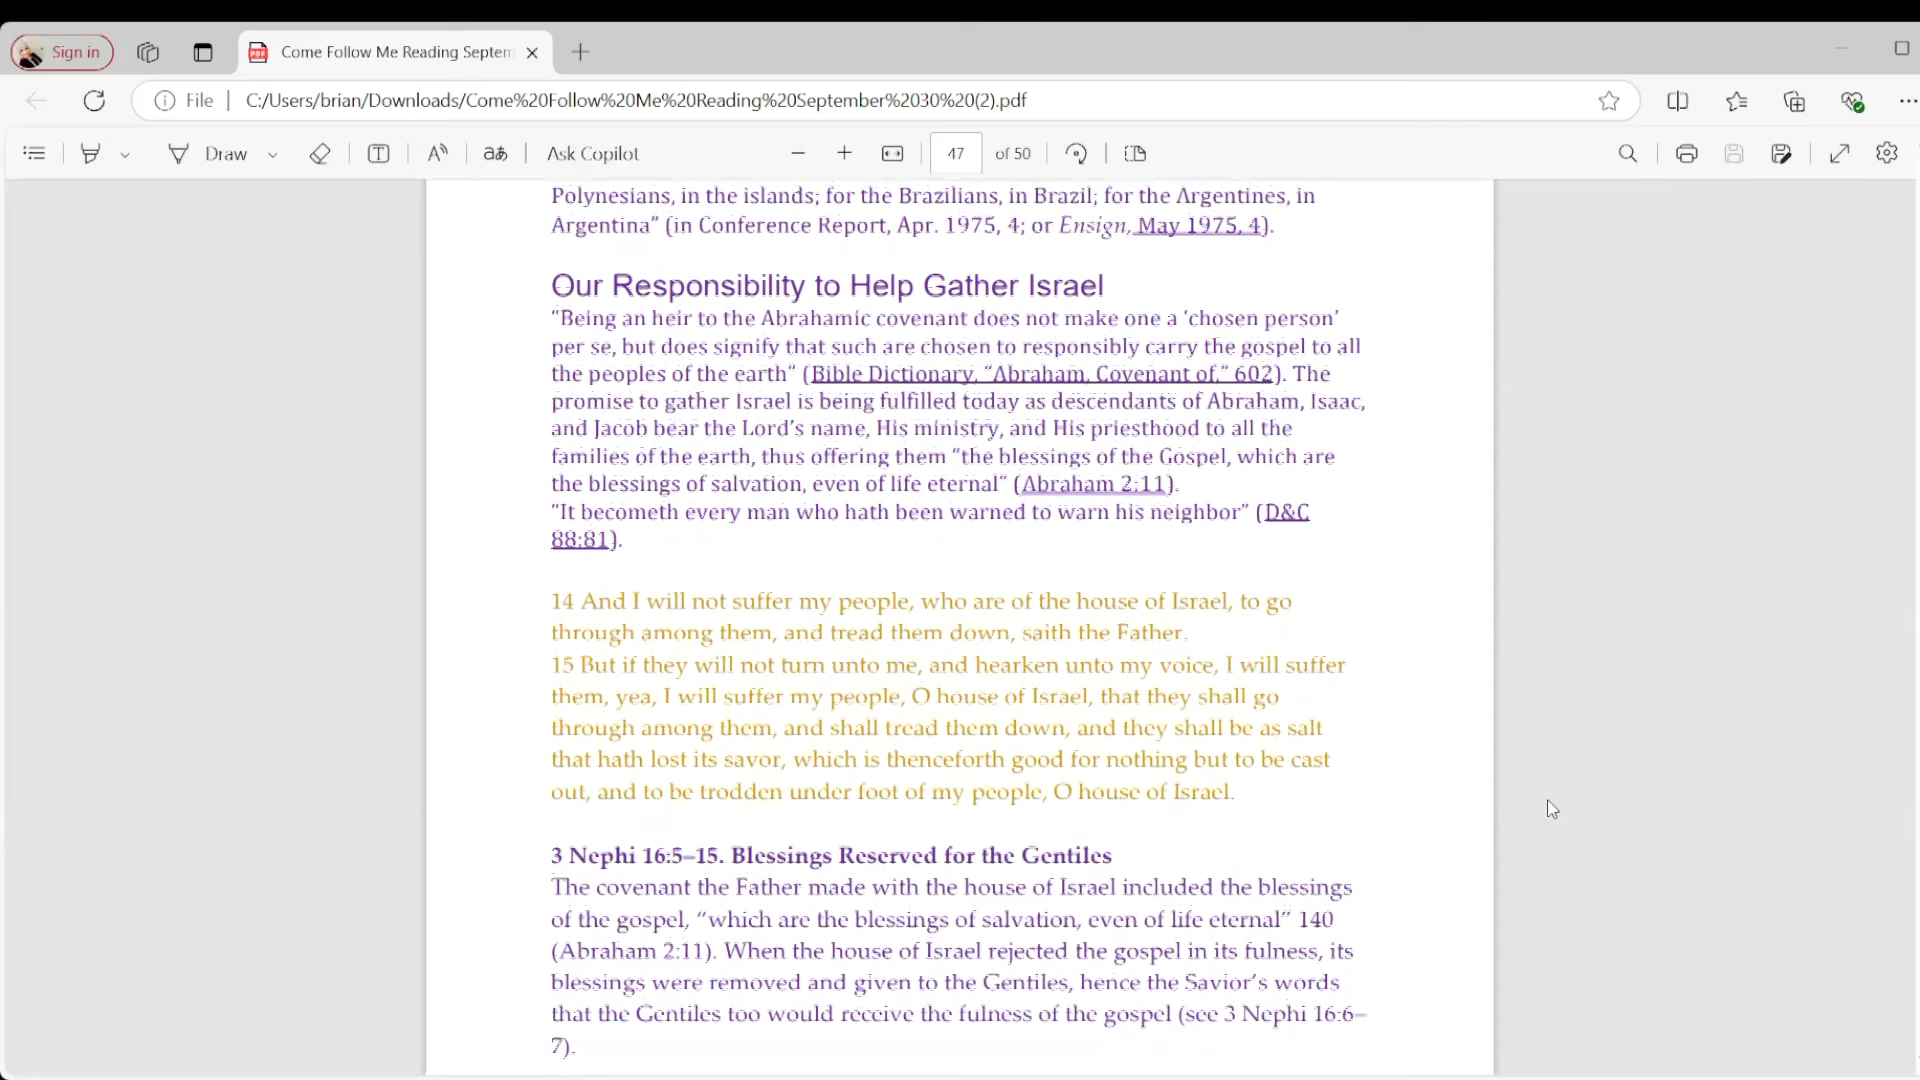 Sign in
Come Follow Me Reading Septem
File
C:/Users/brian/Downloads/Come%20Follow%20Me%20Reading%20September%2030%20(2).pdf
Draw
Ask Copilot
47
of 50
Polynesians, in the islands; for the Brazilians, in Brazil; for the Argentines, in
Argentina” (in Conference Report, Apr. 1975, 4; or Ensign, May 1975, 4).
Our Responsibility to Help Gather Israel
“Being an heir to the Abrahamic covenant does not make one a ‘chosen person’
per se, but does signify that such are chosen to responsibly carry the gospel to all
the peoples of the earth” (Bible Dictionary, “Abraham, Covenant of,” 602). The
promise to gather Israel is being fulfilled today as descendants of Abraham, Isaac,
and Jacob bear the Lord’s name, His ministry, and His priesthood to all the
families of the earth, thus offering them “the blessings of the Gospel, which are
the blessings of salvation, even of life eternal” (Abraham 2:11).
“It becometh every man who hath been warned to warn his neighbor” (D&C
88:81).
14 And I will not suffer my people, who are of the house of Israel, to go
through among them, and tread them down, saith the Father.
15 But if they will not turn unto me, and hearken unto my voice, I will suffer
them, yea, I will suffer my people, O house of Israel, that they shall go
through among them, and shall tread them down, and they shall be as salt
that hath lost its savor, which is thenceforth good for nothing but to be cast
out, and to be trodden under foot of my people, O house of Israel.
3 Nephi 16:5–15. Blessings Reserved for the Gentiles
The covenant the Father made with the house of Israel included the blessings
of the gospel, “which are the blessings of salvation, even of life eternal” 140
(Abraham 2:11). When the house of Israel rejected the gospel in its fulness, its
blessings were removed and given to the Gentiles, hence the Savior’s words
that the Gentiles too would receive the fulness of the gospel (see 3 Nephi 16:6–
7).